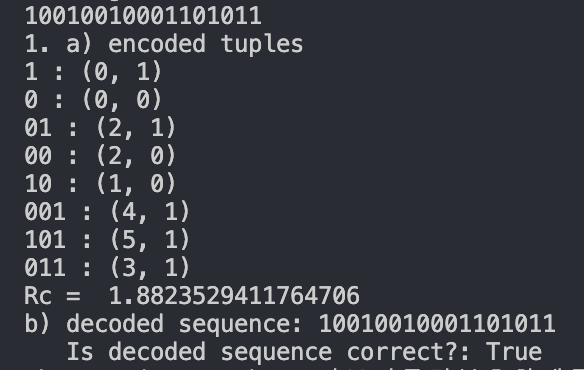 10010010001101011
1. a) encoded tuples
1 : (0, 1)
0 : (0, 0)
01 : (2, 1)
00 : (2, 0)
10 : (1, 0)
001 : (4, 1)
101 : (5, 1)
011 : (3, 1)
Rc =  1.8823529411764706
b) decoded sequence: 10010010001101011
   Is decoded sequence correct?: True